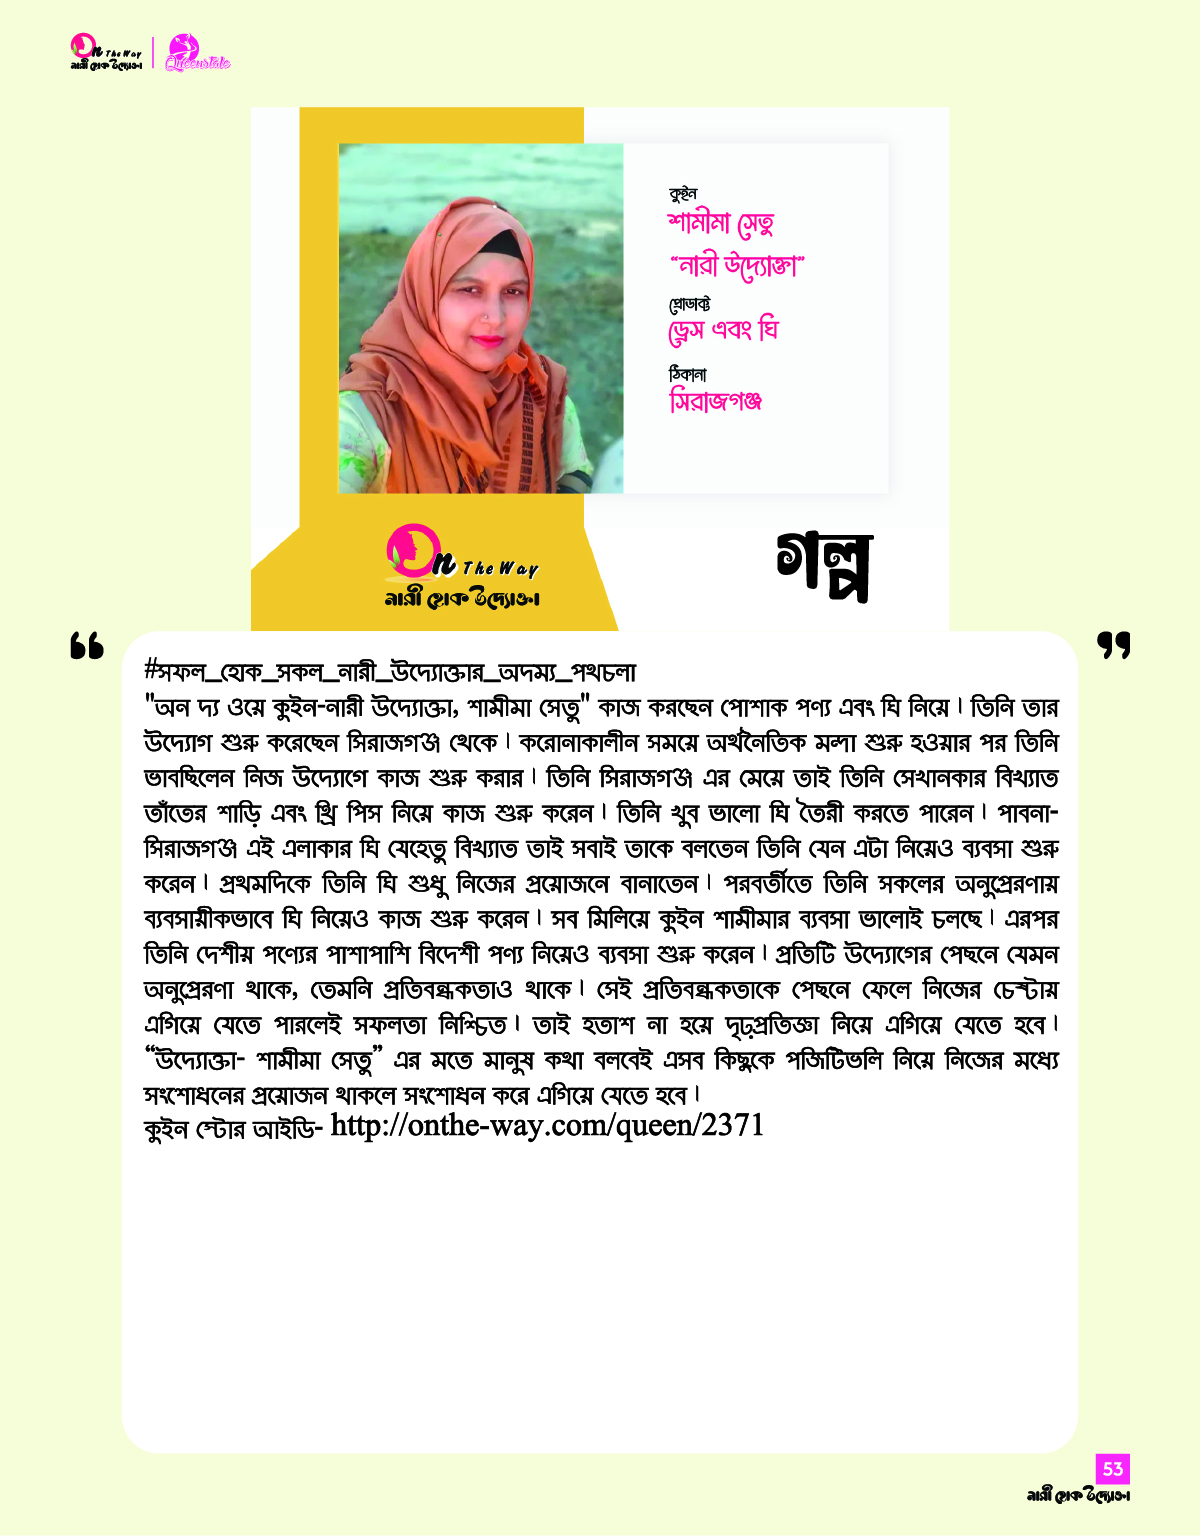 On The Way
নারী হোক উদ্যোক্তা
Queenstale
কুইন
শামীমা সেতু
“নারী উদ্যোক্তা”
প্রোডাক্ট
ড্রেস এবং ঘি
ঠিকানা
সিরাজগঞ্জ
On The Way
নারী হোক উদ্যোক্তা
গল্প
#সফল_হোক_সকল_নারী_উদ্যোক্তার_অদম্য_পথচলা
"অন দ্য ওয়ে কুইন-নারী উদ্যোক্তা, শামীমা সেতু" কাজ করছেন পোশাক পণ্য এবং ঘি নিয়ে। তিনি তার
উদ্যোগ শুরু করেছেন সিরাজগঞ্জ থেকে। করোনাকালীন সময়ে অর্থনৈতিক মন্দা শুরু হওয়ার পর তিনি
ভাবছিলেন নিজ উদ্যোগে কাজ শুরু করার। তিনি সিরাজগঞ্জ এর মেয়ে তাই তিনি সেখানকার বিখ্যাত
তাঁতের শাড়ি এবং থ্রি পিস নিয়ে কাজ শুরু করেন। তিনি খুব ভালো ঘি তৈরী করতে পারেন। পাবনা-
সিরাজগঞ্জ এই এলাকার ঘি যেহেতু বিখ্যাত তাই সবাই তাকে বলতেন তিনি যেন এটা নিয়েও ব্যবসা শুরু
করেন। প্রথমদিকে তিনি ঘি শুধু নিজের প্রয়োজনে বানাতেন। পরবর্তীতে তিনি সকলের অনুপ্রেরণায়
ব্যবসায়ীকভাবে ঘি নিয়েও কাজ শুরু করেন। সব মিলিয়ে কুইন শামীমার ব্যবসা ভালোই চলছে। এরপর
তিনি দেশীয় পণ্যের পাশাপাশি বিদেশী পণ্য নিয়েও ব্যবসা শুরু করেন। প্রতিটি উদ্যোগের পেছনে যেমন
অনুপ্রেরণা থাকে, তেমনি প্রতিবন্ধকতাও থাকে। সেই প্রতিবন্ধকতাকে পেছনে ফেলে নিজের চেস্টায়
এগিয়ে যেতে পারলেই সফলতা নিশ্চিত। তাই হতাশ না হয়ে দৃঢ়প্রতিজ্ঞা নিয়ে এগিয়ে যেতে হবে।
“উদ্যোক্তা- শামীমা সেতু” এর মতে মানুষ কথা বলবেই এসব কিছুকে পজিটিভলি নিয়ে নিজের মধ্যে
সংশোধনের প্রয়োজন থাকলে সংশোধন করে এগিয়ে যেতে হবে।
কুইন স্টোর আইডি- http://onthe-way.com/queen/2371
53
নারী হোক উদ্যোক্তা